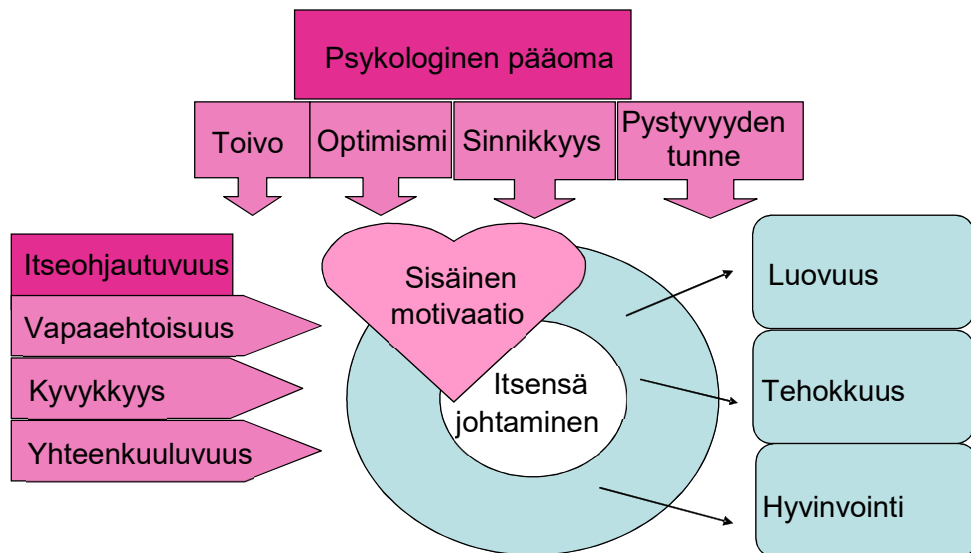 Psykologinen pääoma
Toivo
Optimismi
Sinnikkyys
Pystyvyyden
tunne
Itseohjautuvuus
Vapaaehtoisuus
Kyvykkyys
Yhteenkuuluvuus
Sisäinen
motivaatio
Itsensä
johtaminen
Luovuus
Tehokkuus
Hyvinvointi